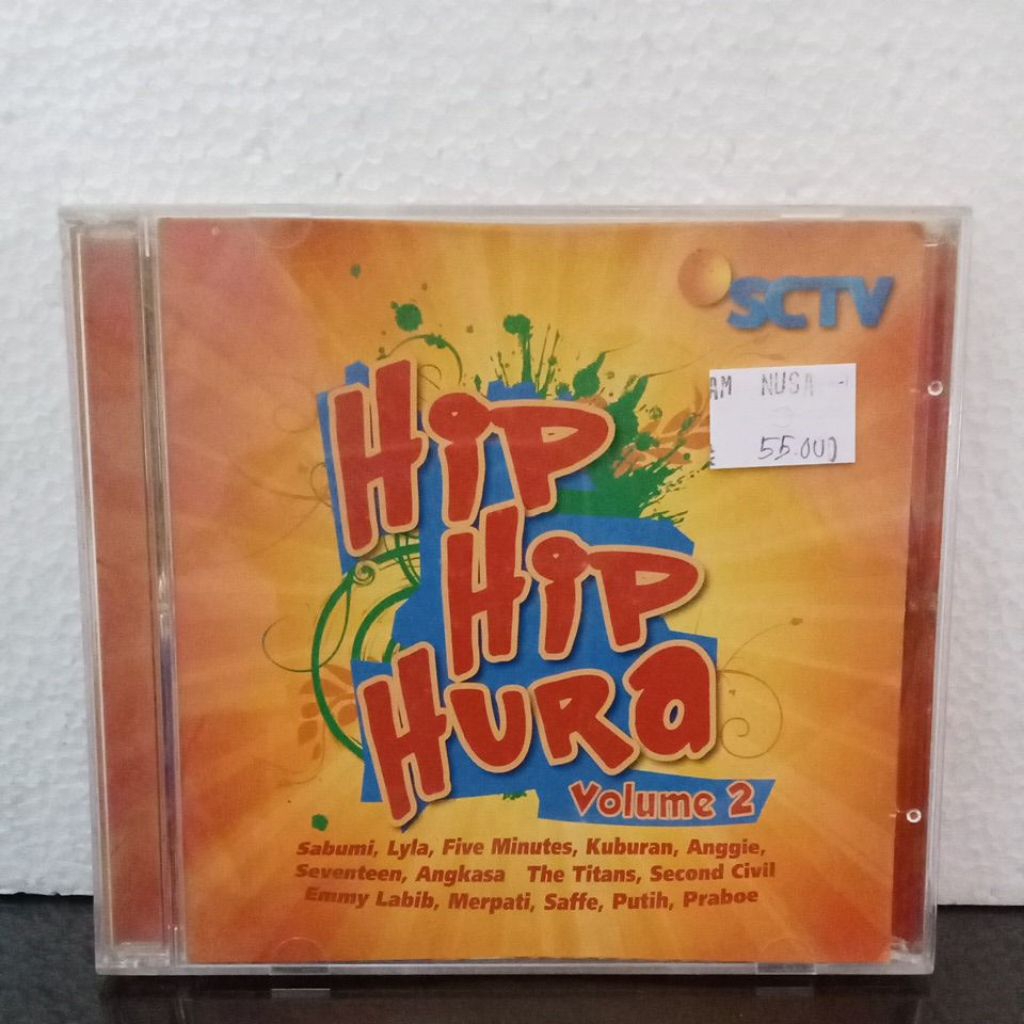 SCTV
AM NUSA -
55.000
Hip
Hip
Hura
Volume 2
Sabumi, Lyla, Five Minutes, Kuburan, Anggie,
Seventeen, Angkasa The Titans, Second Civil
Emmy Labib, Merpati, Saffe, Putih, Praboe